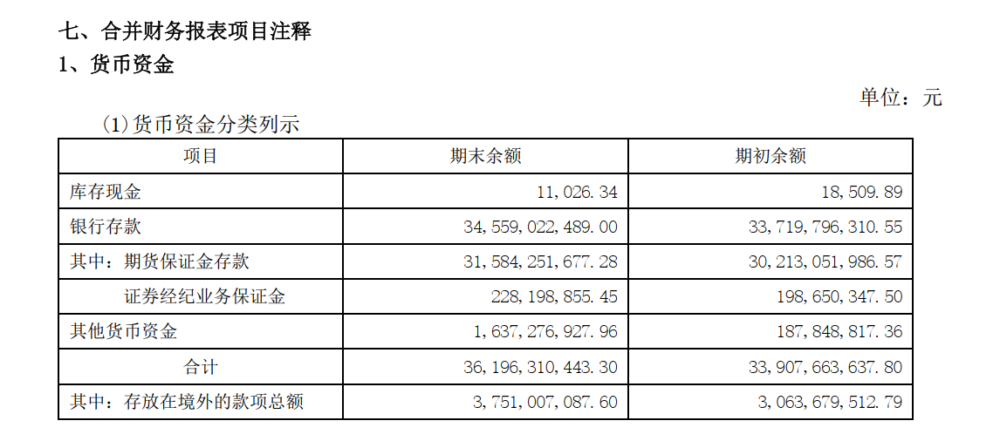 七、合并财务报表项目注释
1、货币资金
单位：元
(1)货币资金分类列示
项目 期末余额 期初余额
库存现金 11,026.34 18,509.89
银行存款 34,559,022,489.00 33,719,796,310.55
其中：期货保证金存款 31,584,251,677.28 30,213,051,986.57
证券经纪业务保证金 228,198,855.45 198,650,347.50
其他货币资金 1,637,276,927.96 187,848,817.36
合计 36,196,310,443.30 33,907,663,637.80
其中：存放在境外的款项总额 3,751,007,087.60 3,063,679,512.79